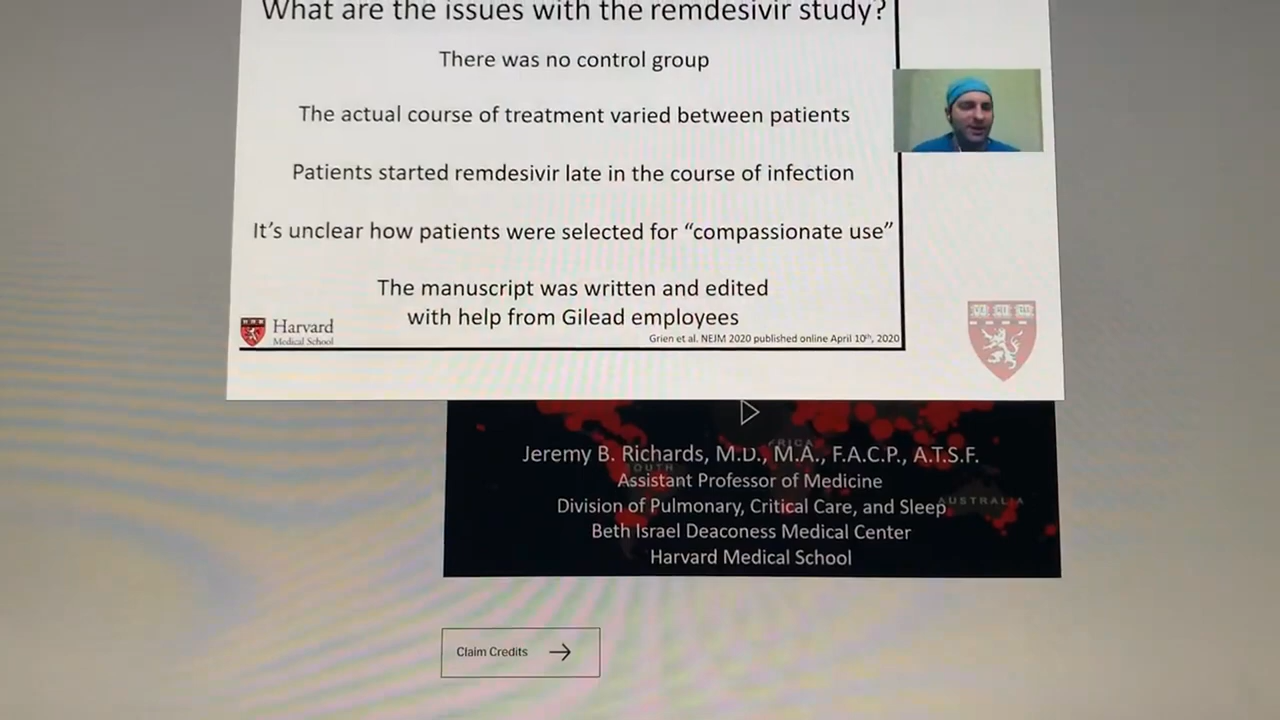 What are the issues with the remdesivir study?
There was no control group
The actual course of treatment varied between patients
Patients started remdesivir late in the course of infection
It's unclear how patients were selected for “compassionate use”
The manuscript was written and edited
with help from Gilead employees
Harvard
Medical School
Grien et al. NEJM 2020 published online April 10th, 2020
Jeremy B. Richards, M.D., M.A., F.A.C.P., A.T.S.F.
Assistant Professor of Medicine
Division of Pulmonary, Critical Care, and Sleep
AUSTRALIA
Beth Israel Deaconess Medical Center
Harvard Medical School
Claim Credits